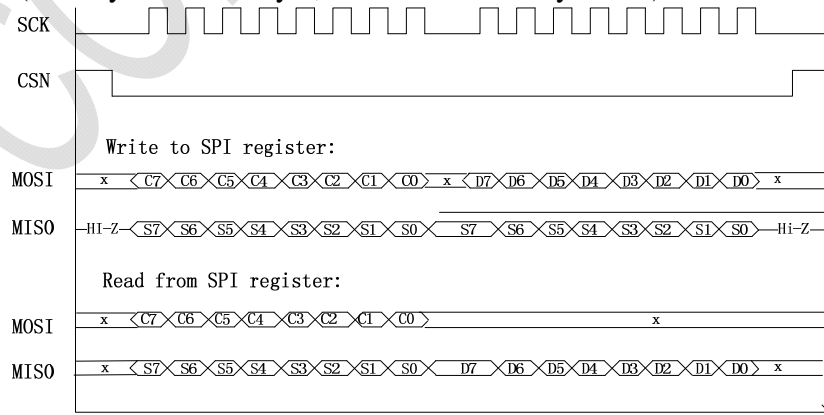 SCK
CSN
Write to SPI register:
MOSI x C7 C6 C5 C4 C3 C2 C1 C0 x D7 D6 D5 D4 D3 D2 D1 D0 x
MISO HI-Z S7 S6 S5 S4 S3 S2 S1 S0 S7 S6 S5 S4 S3 S2 S1 S0 Hi-Z
Read from SPI register:
MOSI x C7 C6 C5 C4 C3 C2 C1 C0 x
MISO x S7 S6 S5 S4 S3 S2 S1 S0 D7 D6 D5 D4 D3 D2 D1 D0 x